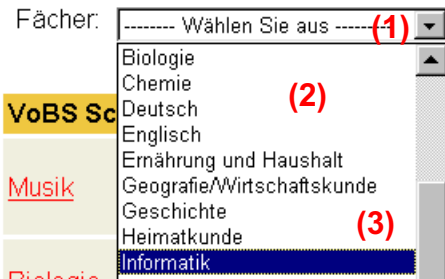 Fächer: -------- Wählen Sie aus -------- (1)
Biologie
Chemie
(2)
VoBS Sc Deutsch
Englisch
Ernährung und Haushalt
Musik Geografie/Wirtschaftskunde
Geschichte
(3)
Heimatkunde
Informatik
Biologie